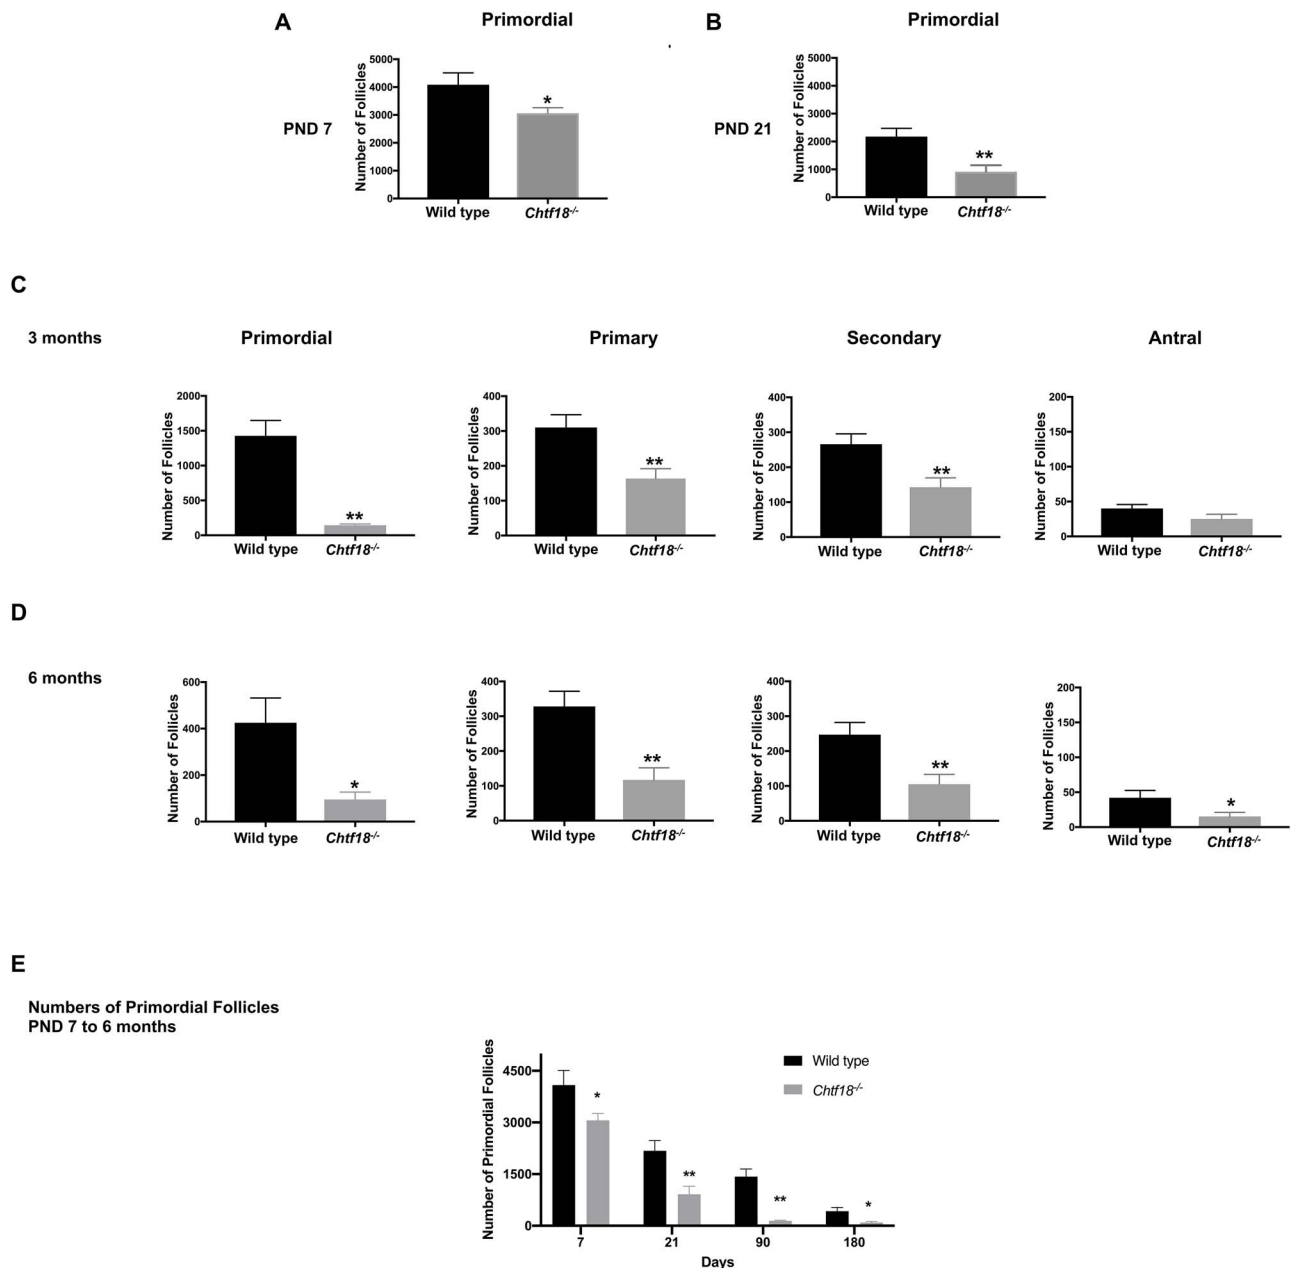 A
Primordial
B
Primordial
PND 7
Number of Follicles
5000
4000
3000
2000
1000
0
*
Wild type
Chtf18-/-
PND 21
Number of Follicles
5000
4000
3000
2000
1000
0
**
Wild type
Chtf18-/-
C
3 months
Primordial
Primary
Secondary
Antral
Number of Follicles
2000
1500
1000
500
0
**
Wild type
Chtf18-/-
Number of Follicles
400
300
200
100
0
**
Wild type
Chtf18-/-
Number of Follicles
400
300
200
100
0
**
Wild type
Chtf18-/-
Number of Follicles
200
150
100
50
0
Wild type
Chtf18-/-
D
6 months
Number of Follicles
600
400
200
0
*
Wild type
Chtf18-/-
Number of Follicles
400
300
200
100
0
**
Wild type
Chtf18-/-
Number of Follicles
400
300
200
100
0
**
Wild type
Chtf18-/-
Number of Follicles
200
150
100
50
0
*
Wild type
Chtf18-/-
E
Numbers of Primordial Follicles
PND 7 to 6 months
Number of Primordial Follicles
4500
3000
1500
0
*
**
**
*
7
21
90
180
Days
Wild type
Chtf18-/-